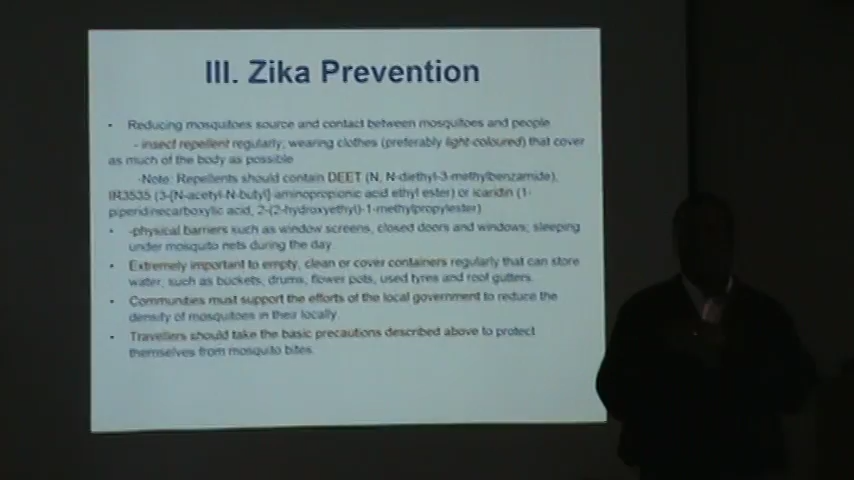 III. Zika Prevention
• Reducing mosquitoes source and contact between mosquitoes and people
- insect repellent regularly; wearing clothes (preferably light-coloured) that cover
as much of the body as possible
-Note: Repellents should contain DEET (N, N-diethyl-3-methylbenzamide),
IR3535 (3-[N-acetyl-N-butyl]-aminopropionic acid ethyl ester) or icaridin (1-
piperidinecarboxylic acid, 2-(2-hydroxyethyl)-1-methylpropylester)
• -physical barriers such as window screens, closed doors and windows; sleeping
under mosquito nets during the day
• Extremely important to empty, clean or cover containers regularly that can store
water, such as buckets, drums, flower pots, used tyres and roof gutters.
• Communities must support the efforts of the local government to reduce the
density of mosquitoes in their locally.
• Travellers should take the basic precautions described above to protect
themselves from mosquito bites.